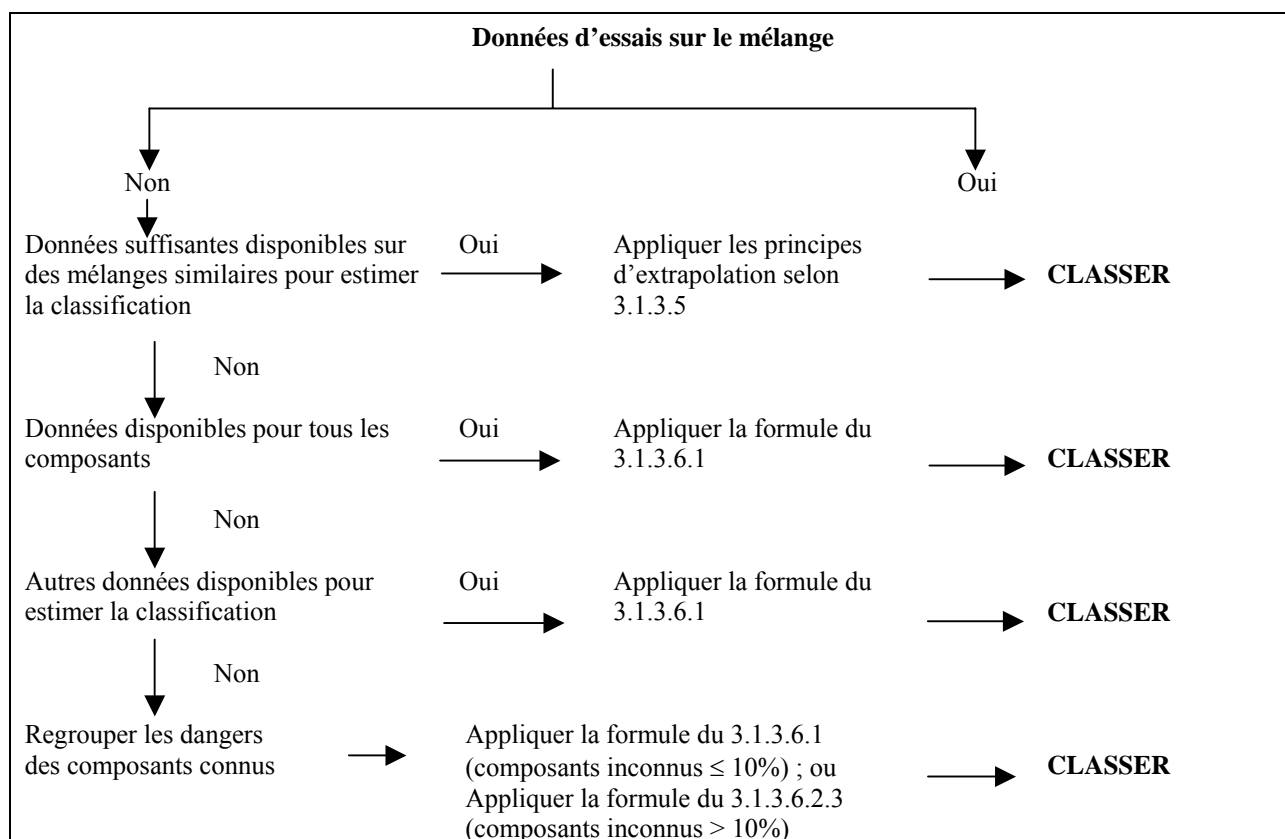 Données d'essais sur le mélange
Non
Oui
Données suffisantes disponibles sur
des mélanges similaires pour estimer
la classification
Oui
Appliquer les principes
d'extrapolation selon
3.1.3.5
CLASSER
Non
Données disponibles pour tous les
composants
Oui
Appliquer la formule du
3.1.3.6.1
CLASSER
Non
Autres données disponibles pour
estimer la classification
Oui
Appliquer la formule du
3.1.3.6.1
CLASSER
Non
Regrouper les dangers
des composants connus
Appliquer la formule du 3.1.3.6.1
(composants inconnus ≤ 10%) ; ou
Appliquer la formule du 3.1.3.6.2.3
(composants inconnus > 10%)
CLASSER